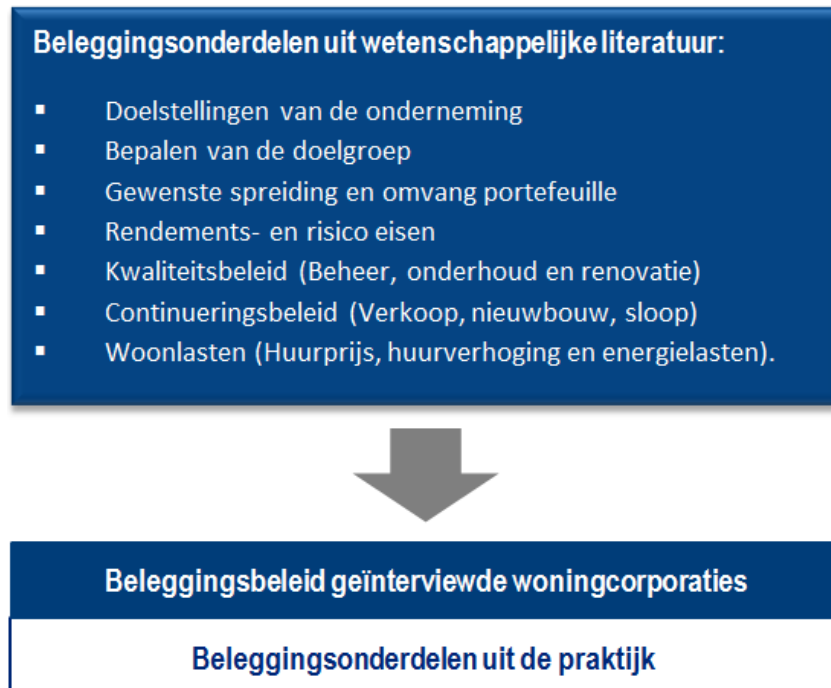 Beleggingsonderdelen uit wetenschappelijke literatuur:
▪ Doelstellingen van de onderneming
▪ Bepalen van de doelgroep
▪ Gewenste spreiding en omvang portefeuille
▪ Rendements- en risico eisen
▪ Kwaliteitsbeleid (Beheer, onderhoud en renovatie)
▪ Continueringsbeleid (Verkoop, nieuwbouw, sloop)
▪ Woonlasten (Huurprijs, huurverhoging en energielasten).
Beleggingsbeleid geïnterviewde woningcorporaties
Beleggingsonderdelen uit de praktijk